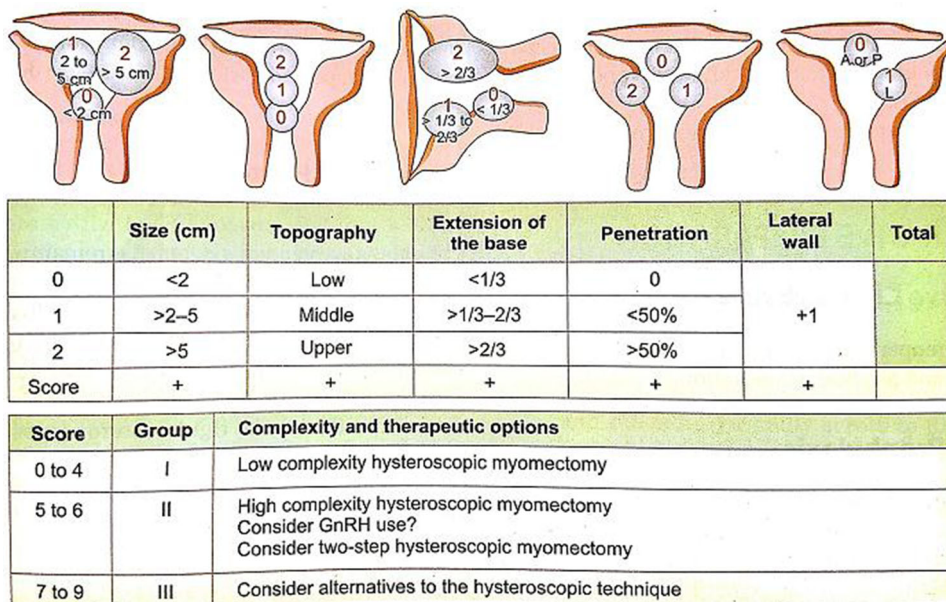 1
2 to
5 cm
2
> 5 cm
0
< 2 cm
2
1
0
2
> 2/3
1
> 1/3 to
2/3
0
< 1/3
0
2
1
0
A or P
1
L
Size (cm) Topography Extension of the base Penetration Lateral wall Total
0 <2 Low <1/3 0
1 >2–5 Middle >1/3–2/3 <50% +1
2 >5 Upper >2/3 >50%
Score + + + + +
Score Group Complexity and therapeutic options
0 to 4 I Low complexity hysteroscopic myomectomy
5 to 6 II High complexity hysteroscopic myomectomy
Consider GnRH use?
Consider two-step hysteroscopic myomectomy
7 to 9 III Consider alternatives to the hysteroscopic technique